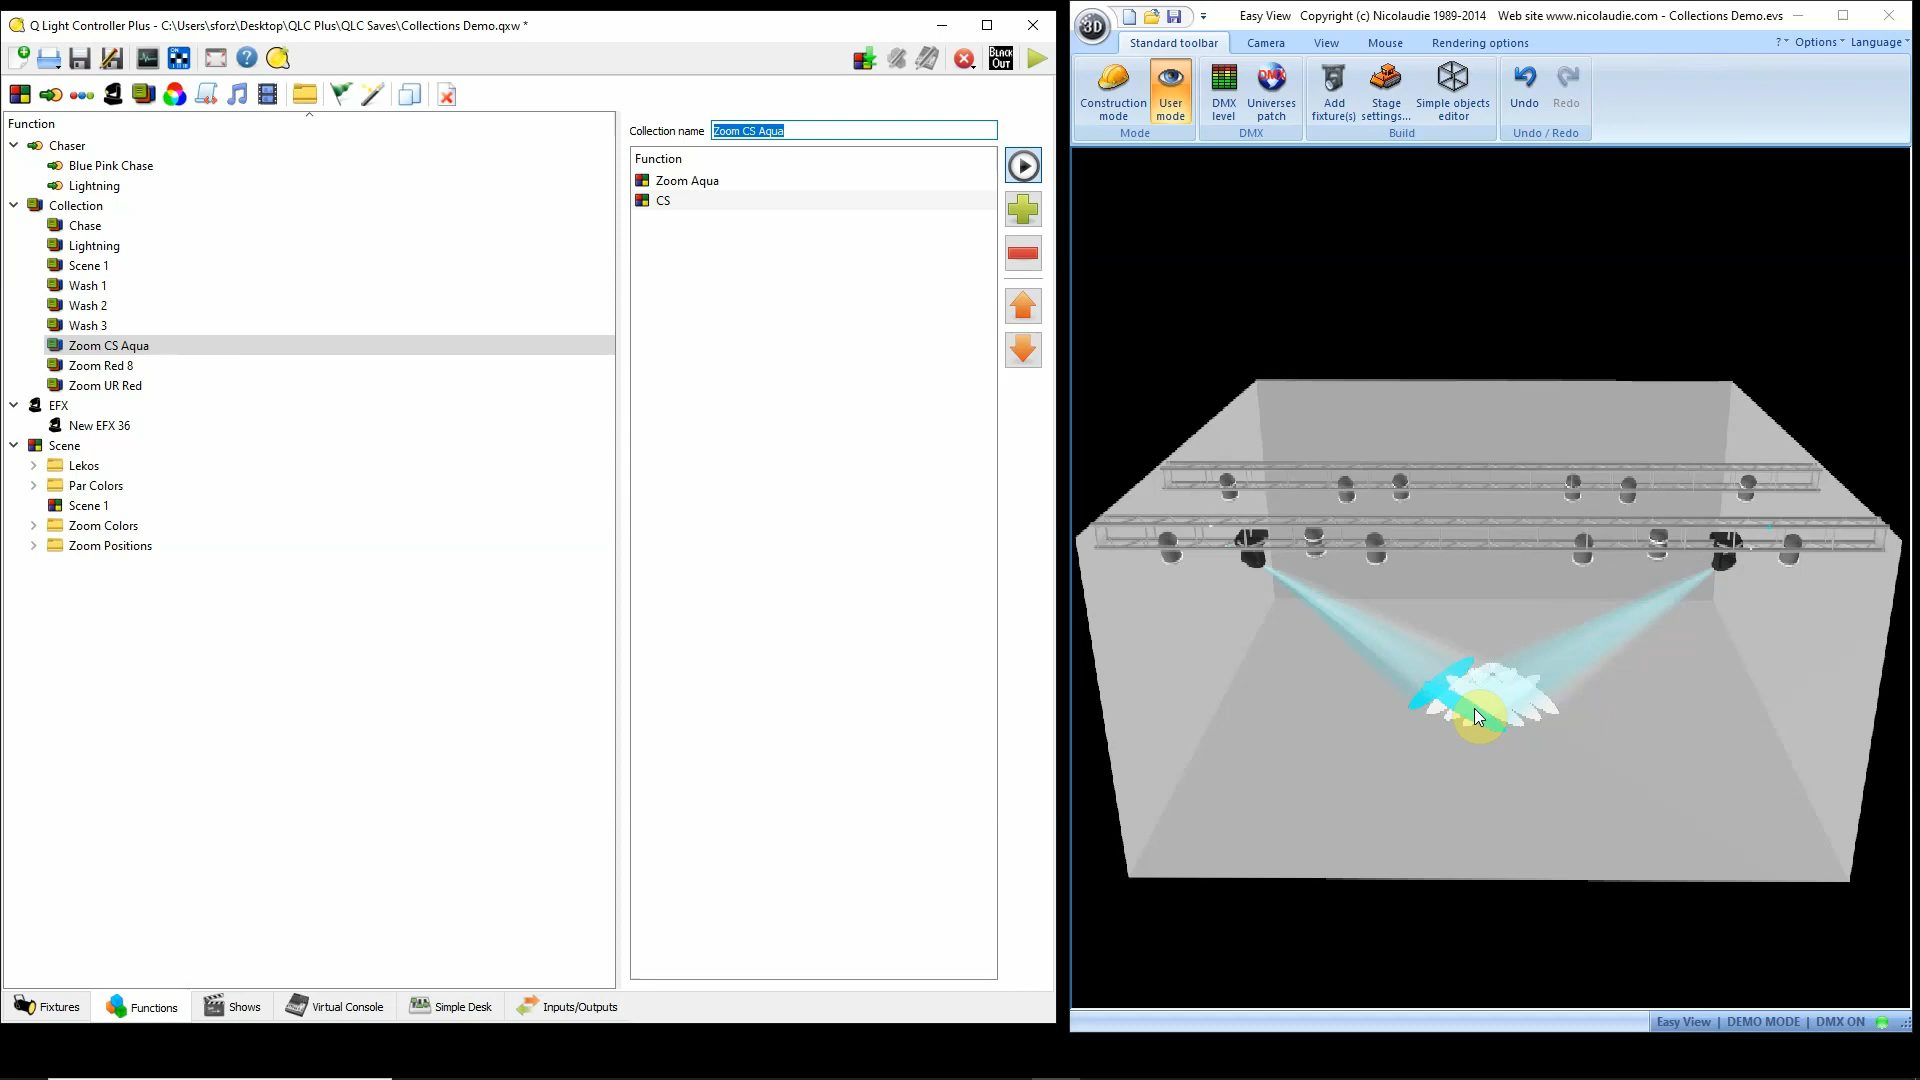 Q Light Controller Plus - C:\Users\sforz\Desktop\QLC Plus\QLC Saves\Collections Demo.qxw *
BLACK
OUT
Function
Chaser
Blue Pink Chase
Lightning
Collection
Chase
Lightning
Scene 1
Wash 1
Wash 2
Wash 3
Zoom CS Aqua
Zoom Red 8
Zoom UR Red
EFX
New EFX 36
Scene
Lekos
Par Colors
Scene 1
Zoom Colors
Zoom Positions
Collection name Zoom CS Aqua
Function
Zoom Aqua
CS
Fixtures Functions Shows Virtual Console Simple Desk Inputs/Outputs
3D
Easy View Copyright (c) Nicolaudie 1989-2014 Web site www.nicolaudie.com - Collections Demo.evs
Standard toolbar Camera View Mouse Rendering options ? Options Language
DMX
Construction mode User mode DMX level Universes patch Add fixture(s) Stage settings... Simple objects editor Undo Redo
Mode DMX Build Undo / Redo
Easy View | DEMO MODE | DMX ON